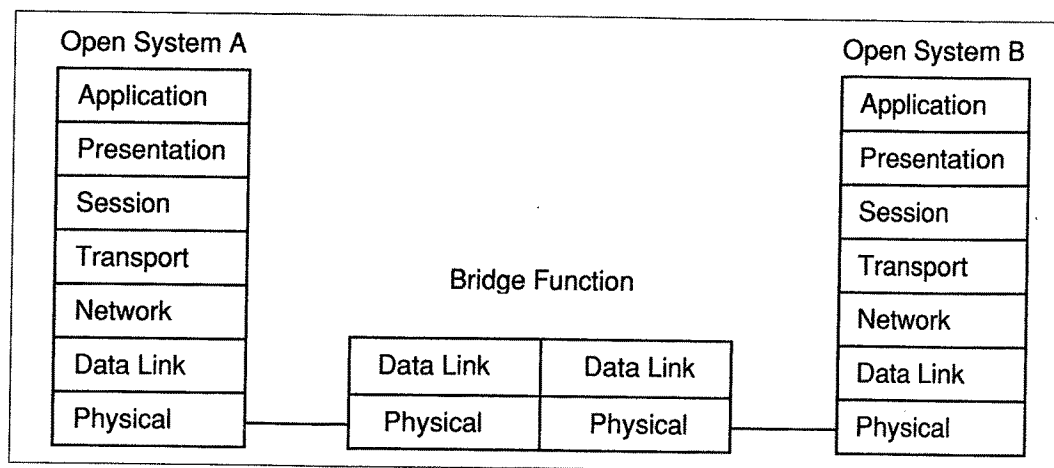 Open System A
Application
Presentation
Session
Transport
Network
Data Link
Physical
Bridge Function
Data Link
Data Link
Physical
Physical
Open System B
Application
Presentation
Session
Transport
Network
Data Link
Physical